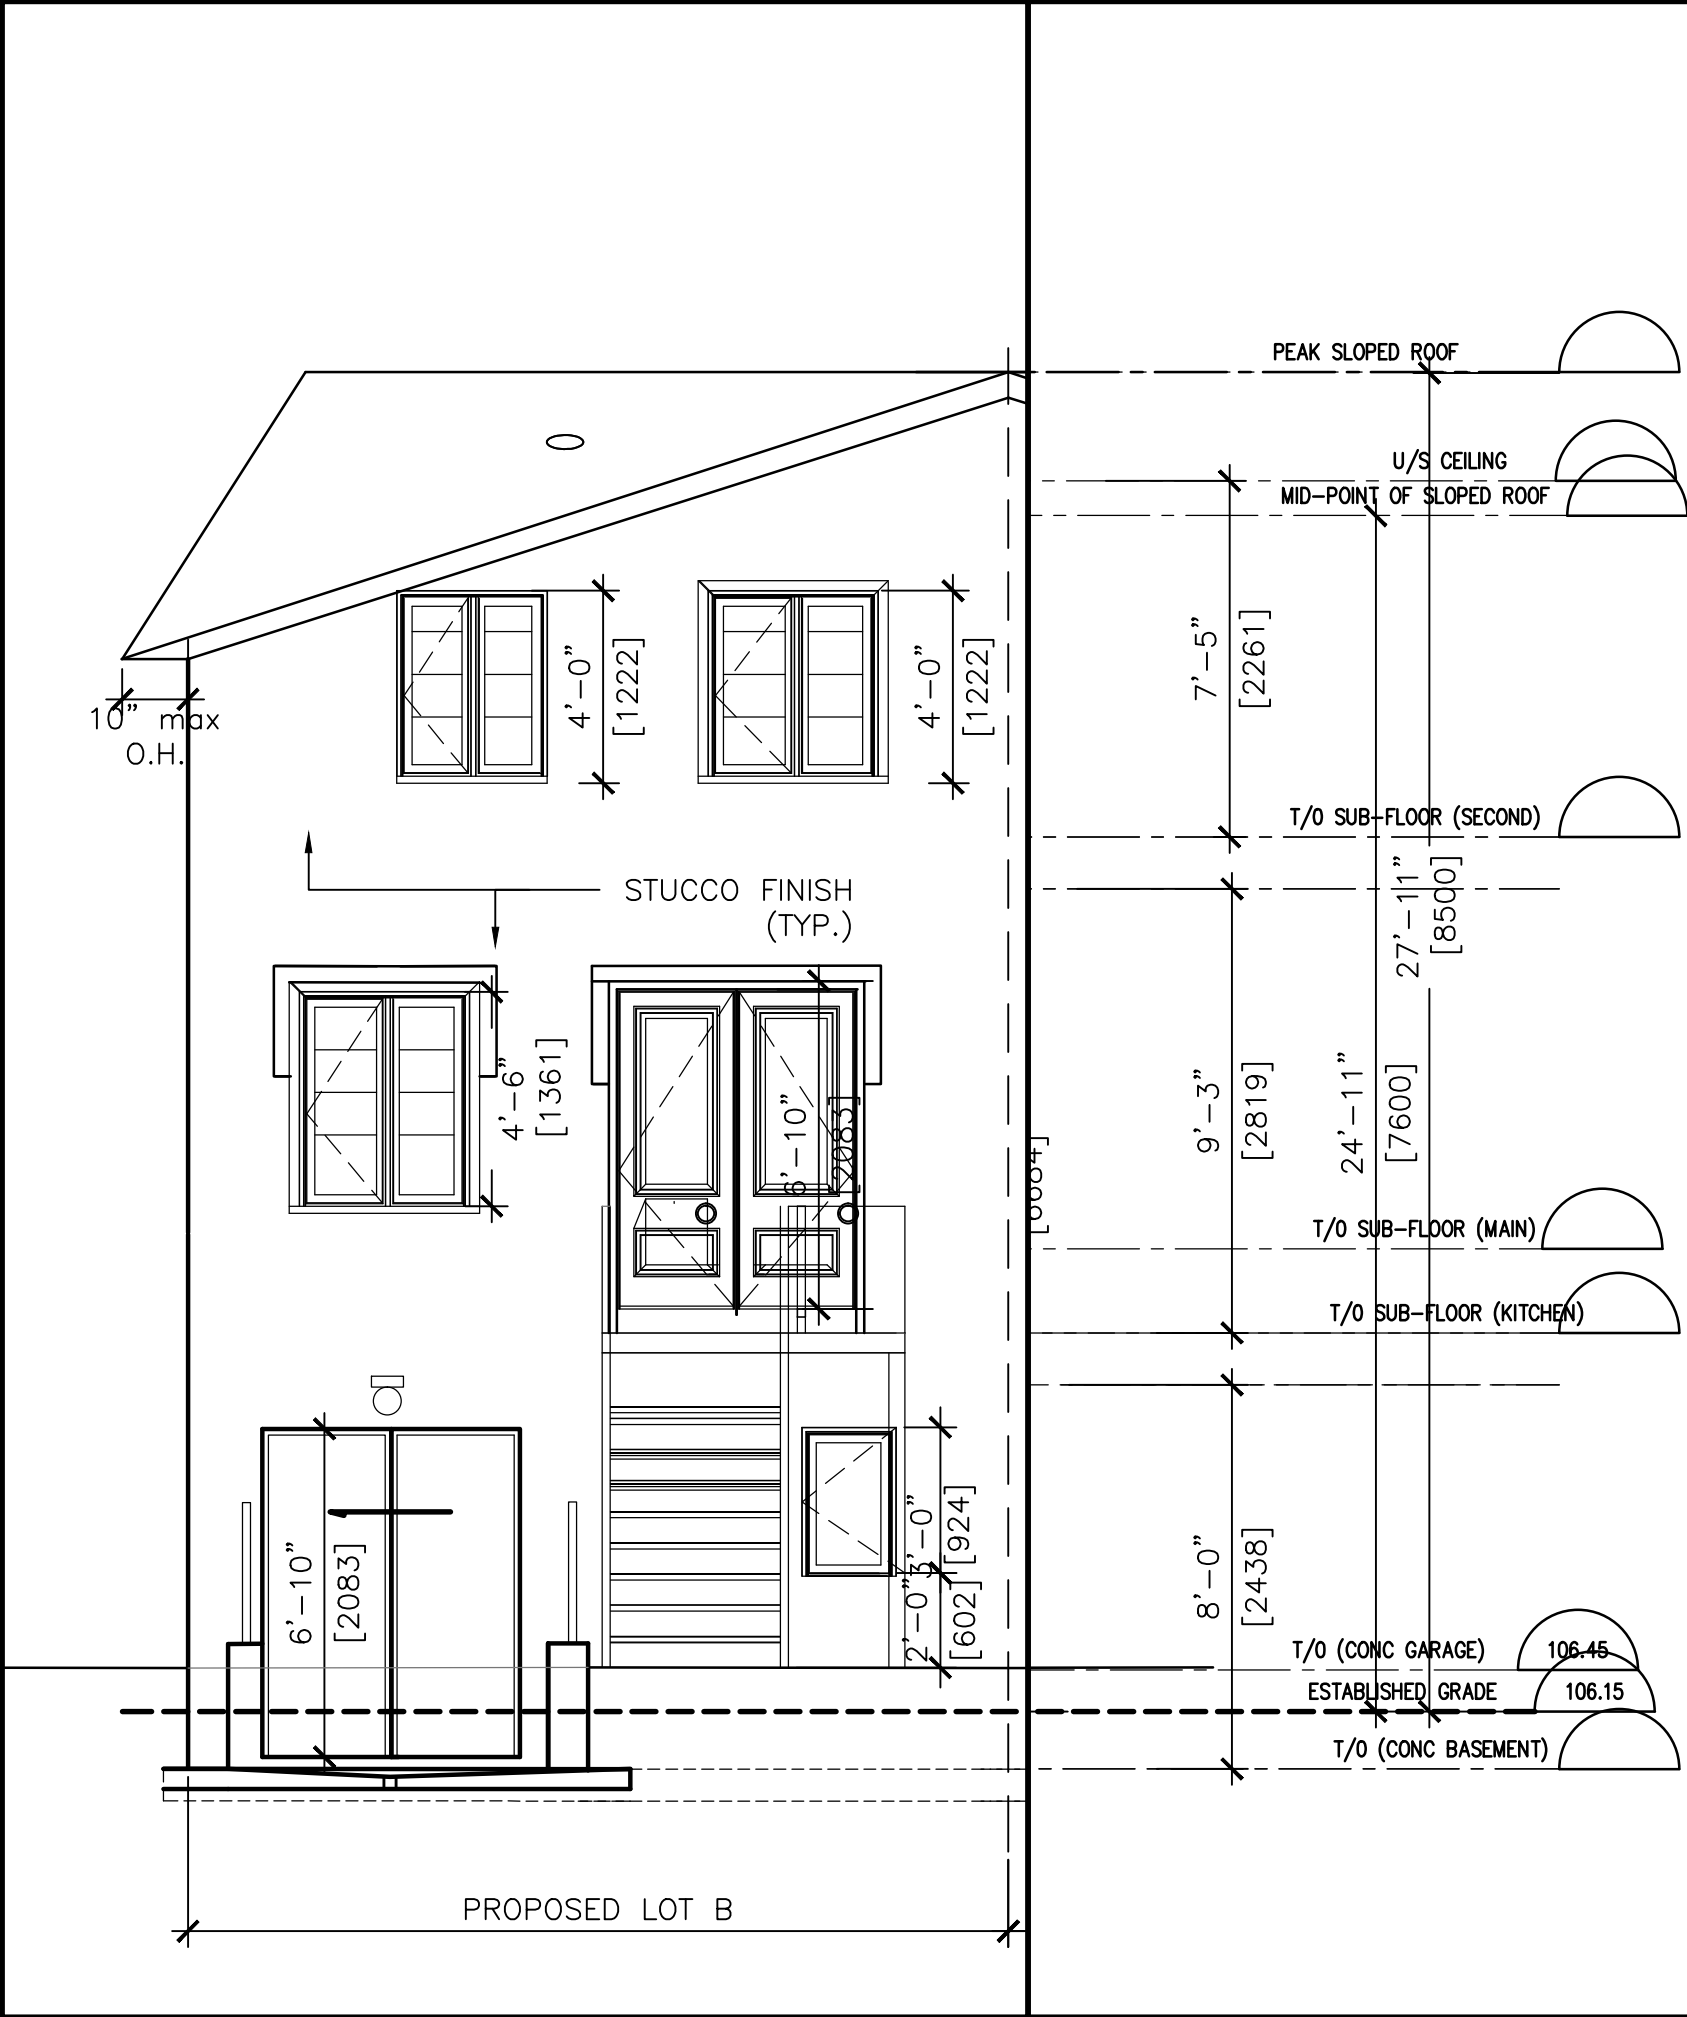 PEAK SLOPED ROOF
U/S CEILING
MID-POINT OF SLOPED ROOF
4'-0"
[1222]
4'-0"
[1222]
7'-5"
[2261]
10" max
O.H.
T/O SUB-FLOOR (SECOND)
STUCCO FINISH
(TYP.)
27'-11"
[8500]
4'-6"
[1361]
6'-10"
[2083]
9'-3"
[2819]
24'-11"
[7600]
T/O SUB-FLOOR (MAIN)
T/O SUB-FLOOR (KITCHEN)
6'-10"
[2083]
3'-0"
[924]
2'-0"
[602]
8'-0"
[2438]
T/O (CONC GARAGE) 106.45
ESTABLISHED GRADE 106.15
T/O (CONC BASEMENT)
PROPOSED LOT B